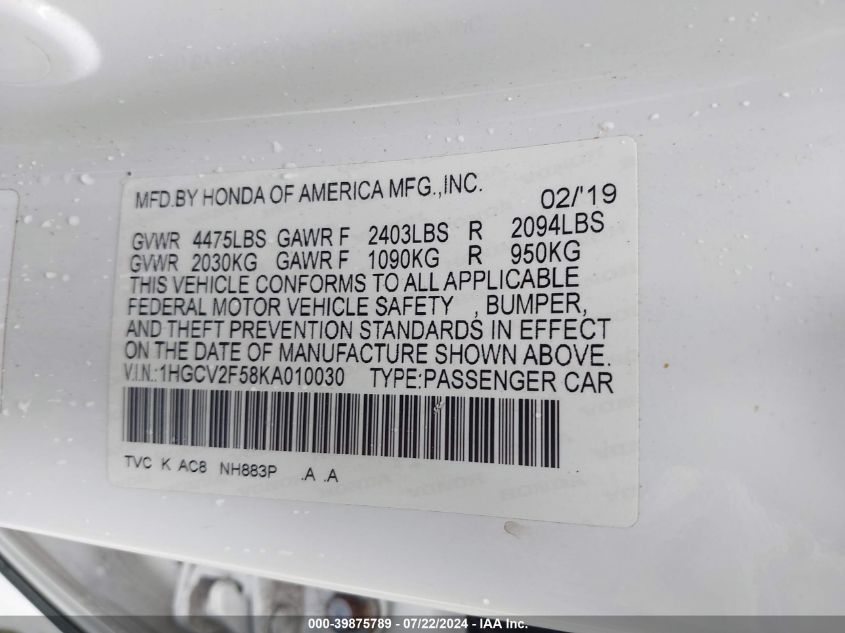 MFD.BY HONDA OF AMERICA MFG.,INC. 02/'19
GVWR 4475LBS GAWR F 2403LBS R 2094LBS
GVWR 2030KG GAWR F 1090KG R 950KG
THIS VEHICLE CONFORMS TO ALL APPLICABLE
FEDERAL MOTOR VEHICLE SAFETY , BUMPER,
AND THEFT PREVENTION STANDARDS IN EFFECT
ON THE DATE OF MANUFACTURE SHOWN ABOVE.
V.I.N.:1HGCV2F58KA010030 TYPE:PASSENGER CAR
TVC K AC8 NH883P .A .A
000-39875789 - 07/22/2024 - IAA Inc.